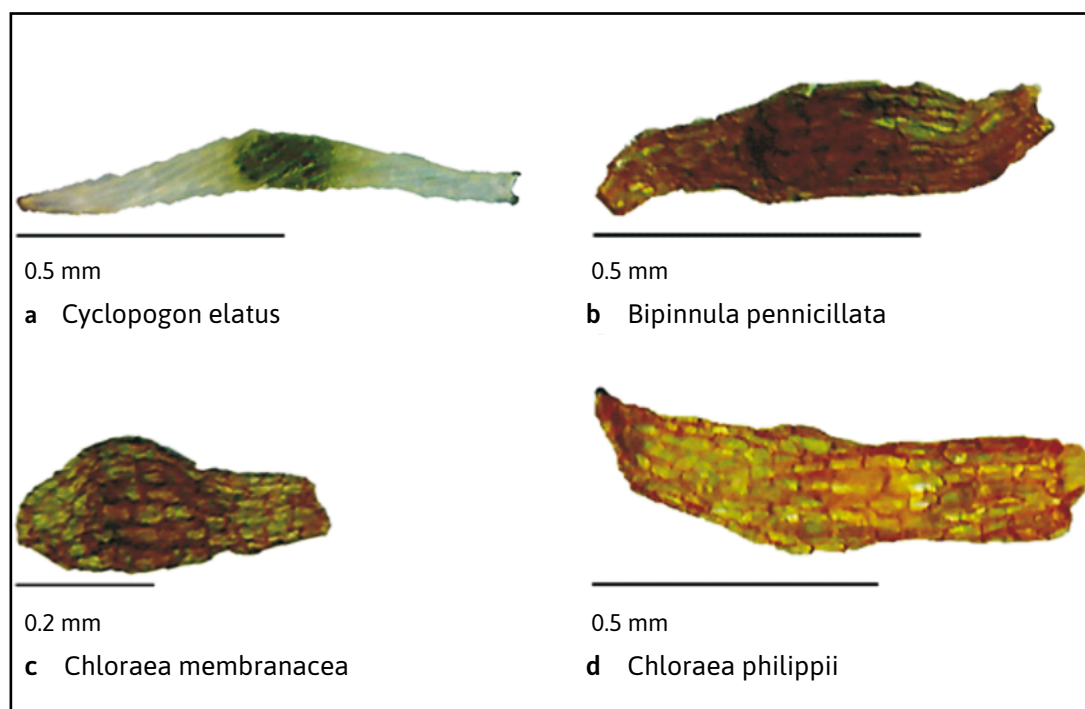 0.5 mm
a Cyclopogon elatus
0.5 mm
b Bipinnula pennicillata
0.2 mm
c Chloraea membranacea
0.5 mm
d Chloraea philippii